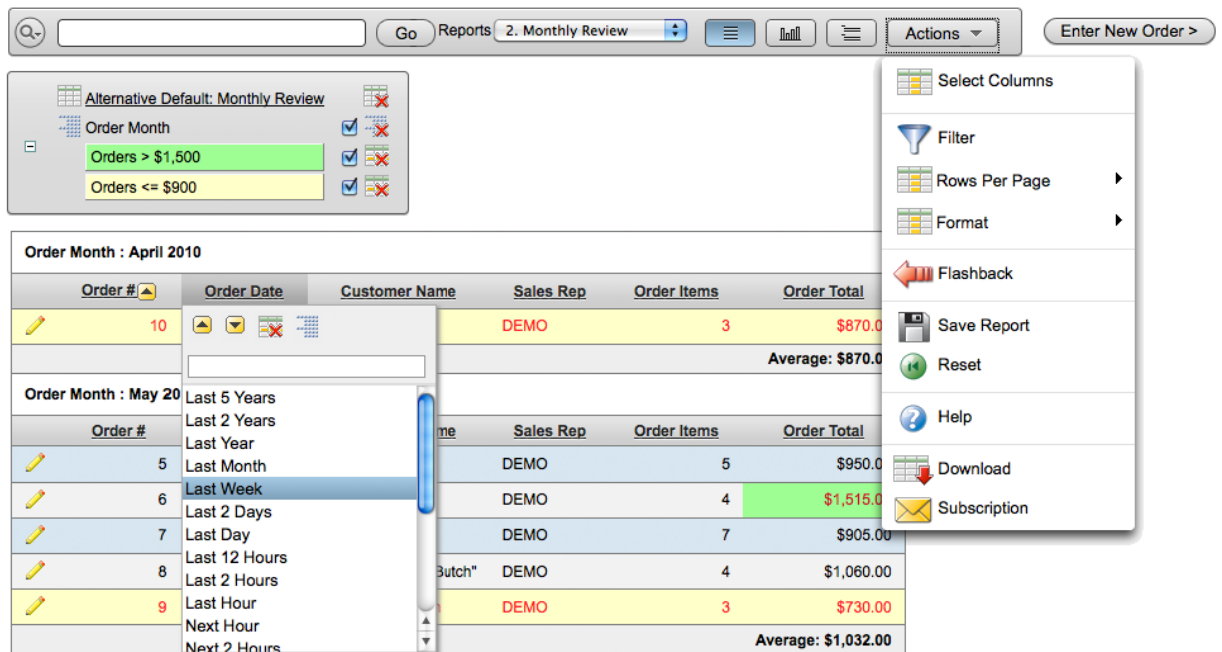 Go Reports 2. Monthly Review Actions Enter New Order >
Alternative Default: Monthly Review
Order Month
Orders > $1,500
Orders <= $900
Select Columns
Filter
Rows Per Page
Format
Flashback
Save Report
Reset
Help
Download
Subscription
Order Month : April 2010
Order # Order Date Customer Name Sales Rep Order Items Order Total
10 DEMO 3 $870.0
Average: $870.0
Last 5 Years
Last 2 Years
Last Year
Last Month
Last Week
Last 2 Days
Last Day
Last 12 Hours
Last 2 Hours
Last Hour
Next Hour
Next 2 Hours
Order Month : May 20
Order # me Sales Rep Order Items Order Total
5 DEMO 5 $950.0
6 DEMO 4 $1,515.0
7 DEMO 7 $905.00
8 Butch" DEMO 4 $1,060.00
9 DEMO 3 $730.00
Average: $1,032.00